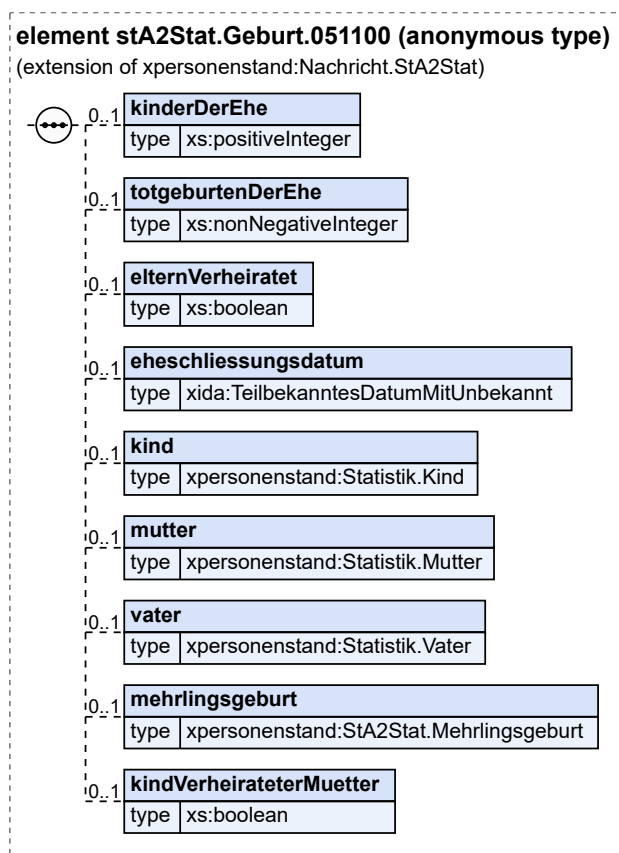 element stA2Stat.Geburt.051100 (anonymous type)
(extension of xpersonenstand:Nachricht.StA2Stat)
0..1 kinderDerEhe
type xs:positiveInteger
0..1 totgeburtenDerEhe
type xs:nonNegativeInteger
0..1 elternVerheiratet
type xs:boolean
0..1 eheschliessungsdatum
type xida:TeilbekanntesDatumMitUnbekannt
0..1 kind
type xpersonenstand:Statistik.Kind
0..1 mutter
type xpersonenstand:Statistik.Mutter
0..1 vater
type xpersonenstand:Statistik.Vater
0..1 mehrlingsgeburt
type xpersonenstand:StA2Stat.Mehrlingsgeburt
0..1 kindVerheirateterMuetter
type xs:boolean